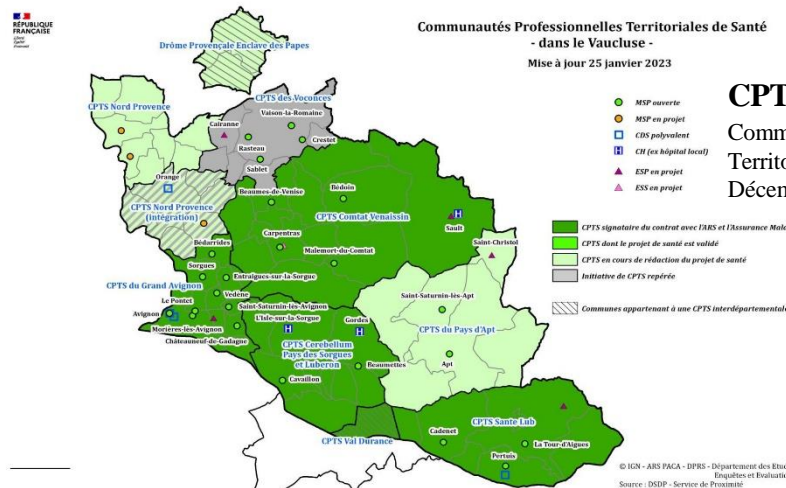 RÉPUBLIQUE
FRANÇAISE
Liberté
Égalité
Fraternité
Communautés Professionnelles Territoriales de Santé
- dans le Vaucluse -
Mise à jour 25 janvier 2023
MSP ouverte
MSP en projet
CDS polyvalent
CH (ex hôpital local)
ESP en projet
ESS en projet
CPT
Comm
Territo
Décen
CPTS signataire du contrat avec l'ARS et l'Assurance Malad
CPTS dont le projet de santé est validé
CPTS en cours de rédaction du projet de santé
Initiative de CPTS repérée
Communes appartenant à une CPTS interdépartementale
Drôme Provençale Enclave des Papes
CPTS Nord Provence
CPTS des Voconces
Vaison-la-Romaine
Cairanne
Rasteau
Crestet
Sablet
Orange
CPTS Nord Provence
(intégration)
Beaumes-de-Venise
Bédoin
CPTS Comtat Venaissin
Sault
Saint-Christol
Carpentras
Malemort-du-Comtat
Bédarrides
Sorgues
Entraigues-sur-la-Sorgue
CPTS du Grand Avignon
Vedène
Le Pontet
Saint-Saturnin-lès-Avignon
Avignon
Morières-lès-Avignon
Châteauneuf-de-Gadagne
L'Isle-sur-la-Sorgue
Gordes
CPTS Cerebellum
Pays des Sorgues
et Luberon
Beaumettes
Cavaillon
Saint-Saturnin-lès-Apt
CPTS du Pays d'Apt
Apt
CPTS Val Durance
CPTS Santé Lub
Cadenet
La Tour-d'Aigues
Pertuis
© IGN - ARS PACA - DPRS - Département des Etud
Enquêtes et Evaluation
Source : DSDP - Service de Proximité